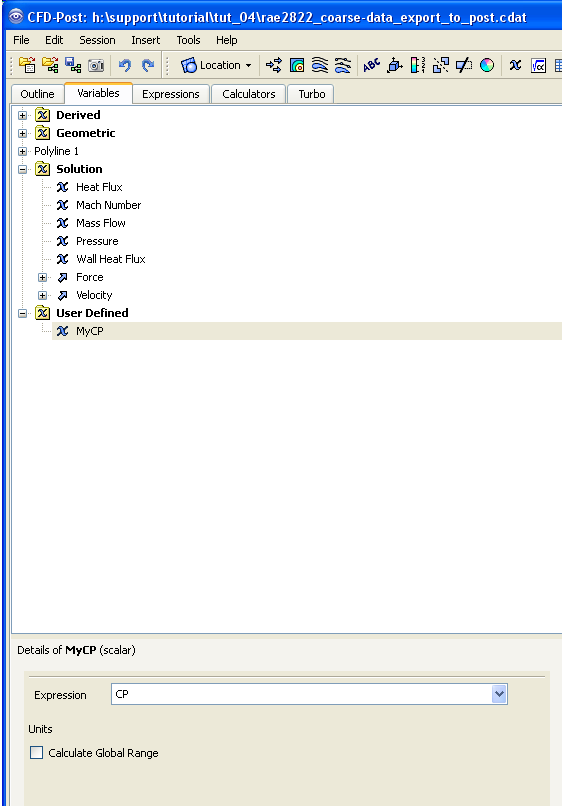 CFD-Post: h:\support\tutorial\tut_04\rae2822_coarse-data_export_to_post.cdat
File Edit Session Insert Tools Help
Location
ABC
Outline Variables Expressions Calculators Turbo
Derived
Geometric
Polyline 1
Solution
Heat Flux
Mach Number
Mass Flow
Pressure
Wall Heat Flux
Force
Velocity
User Defined
MyCP
Details of MyCP (scalar)
Expression CP
Units
Calculate Global Range